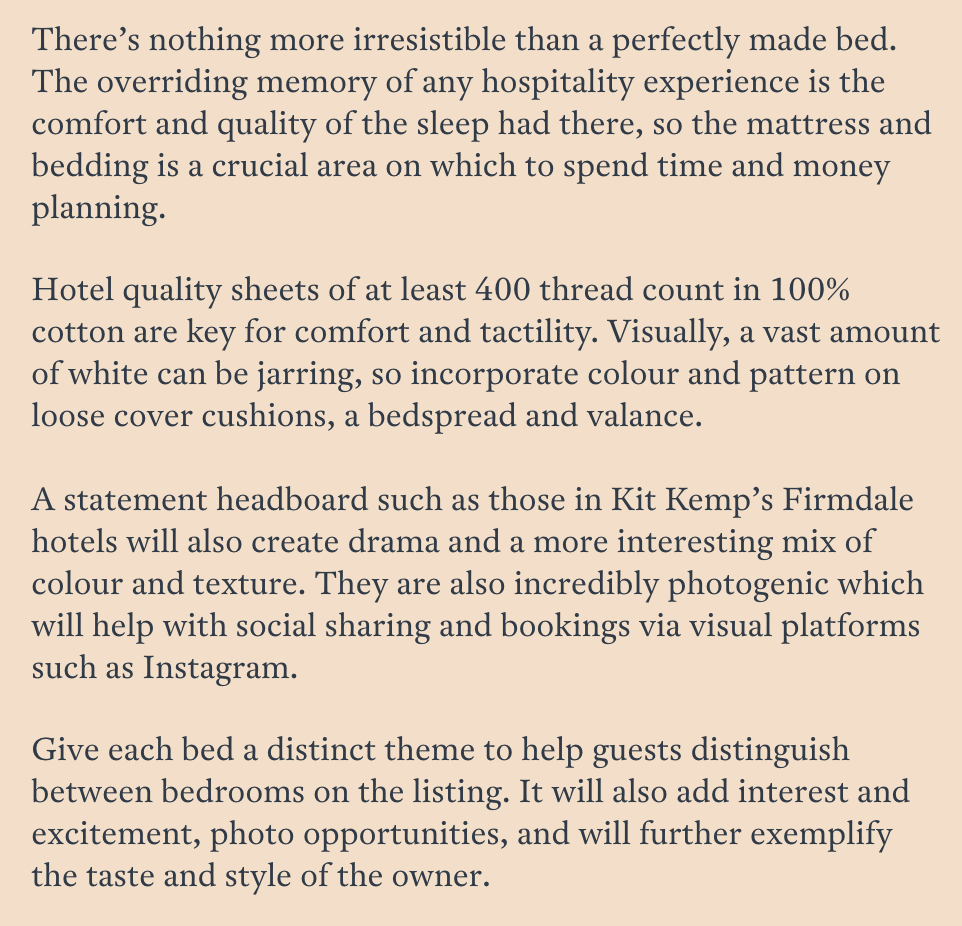 There’s nothing more irresistible than a perfectly made bed.
The overriding memory of any hospitality experience is the
comfort and quality of the sleep had there, so the mattress and
bedding is a crucial area on which to spend time and money
planning.
Hotel quality sheets of at least 400 thread count in 100%
cotton are key for comfort and tactility. Visually, a vast amount
of white can be jarring, so incorporate colour and pattern on
loose cover cushions, a bedspread and valance.
A statement headboard such as those in Kit Kemp’s Firmdale
hotels will also create drama and a more interesting mix of
colour and texture. They are also incredibly photogenic which
will help with social sharing and bookings via visual platforms
such as Instagram.
Give each bed a distinct theme to help guests distinguish
between bedrooms on the listing. It will also add interest and
excitement, photo opportunities, and will further exemplify
the taste and style of the owner.